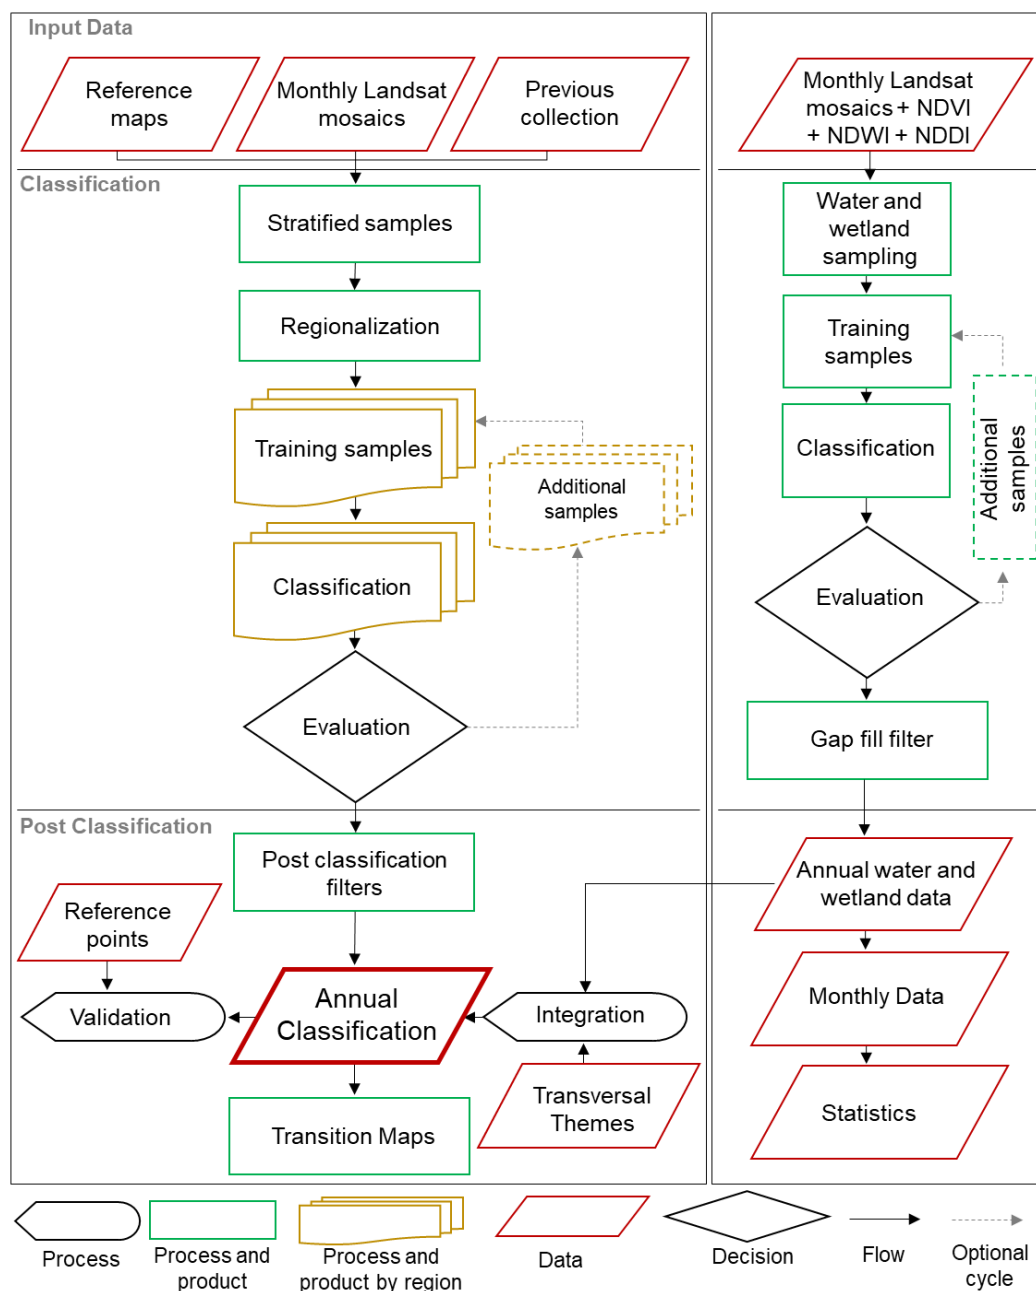 Input Data
Reference
maps
Monthly Landsat
mosaics
Previous
collection
Monthly Landsat
mosaics + NDVI
+ NDWI + NDDI
Classification
Stratified samples
Regionalization
Training samples
Additional
samples
Classification
Evaluation
Water and
wetland
sampling
Training
samples
Classification
Additional
samples
Evaluation
Gap fill filter
Post Classification
Post classification
filters
Reference
points
Validation
Annual
Classification
Integration
Transversal
Themes
Transition Maps
Annual water and
wetland data
Monthly Data
Statistics
Process
Process and
product
Process and
product by region
Data
Decision
Flow
Optional
cycle